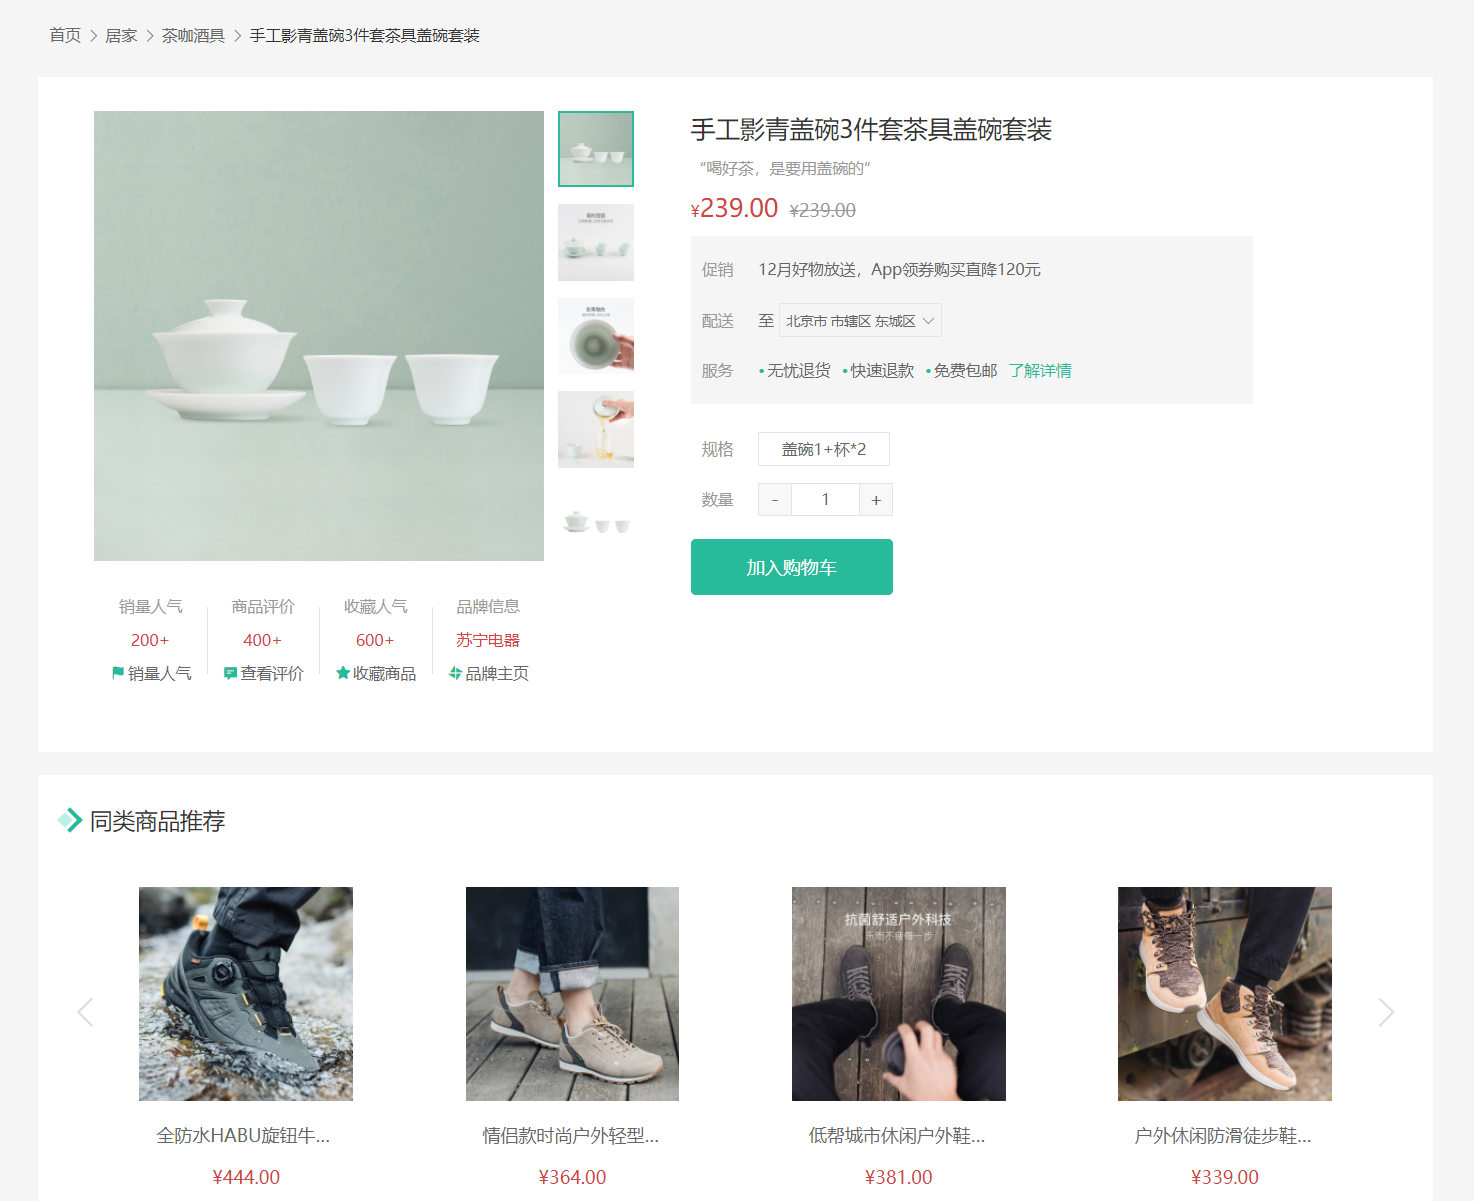 首页 > 居家 > 茶咖酒具 > 手工影青盖碗3件套茶具盖碗套装
手工影青盖碗3件套茶具盖碗套装
“喝好茶，是要用盖碗的”
¥239.00 ¥239.00
促销 12月好物放送，App领券购买直降120元
配送 至 北京市 市辖区 东城区
服务 •无忧退货 •快速退款 •免费包邮 了解详情
规格 盖碗1+杯*2
数量 - 1 +
加入购物车
销量人气 商品评价 收藏人气 品牌信息
200+ 400+ 600+ 苏宁电器
销量人气 查看评价 收藏商品 品牌主页
同类商品推荐
抗菌舒适户外科技
全防水HABU旋钮牛... 情侣款时尚户外轻型... 低帮城市休闲户外鞋... 户外休闲防滑徒步鞋...
¥444.00 ¥364.00 ¥381.00 ¥339.00